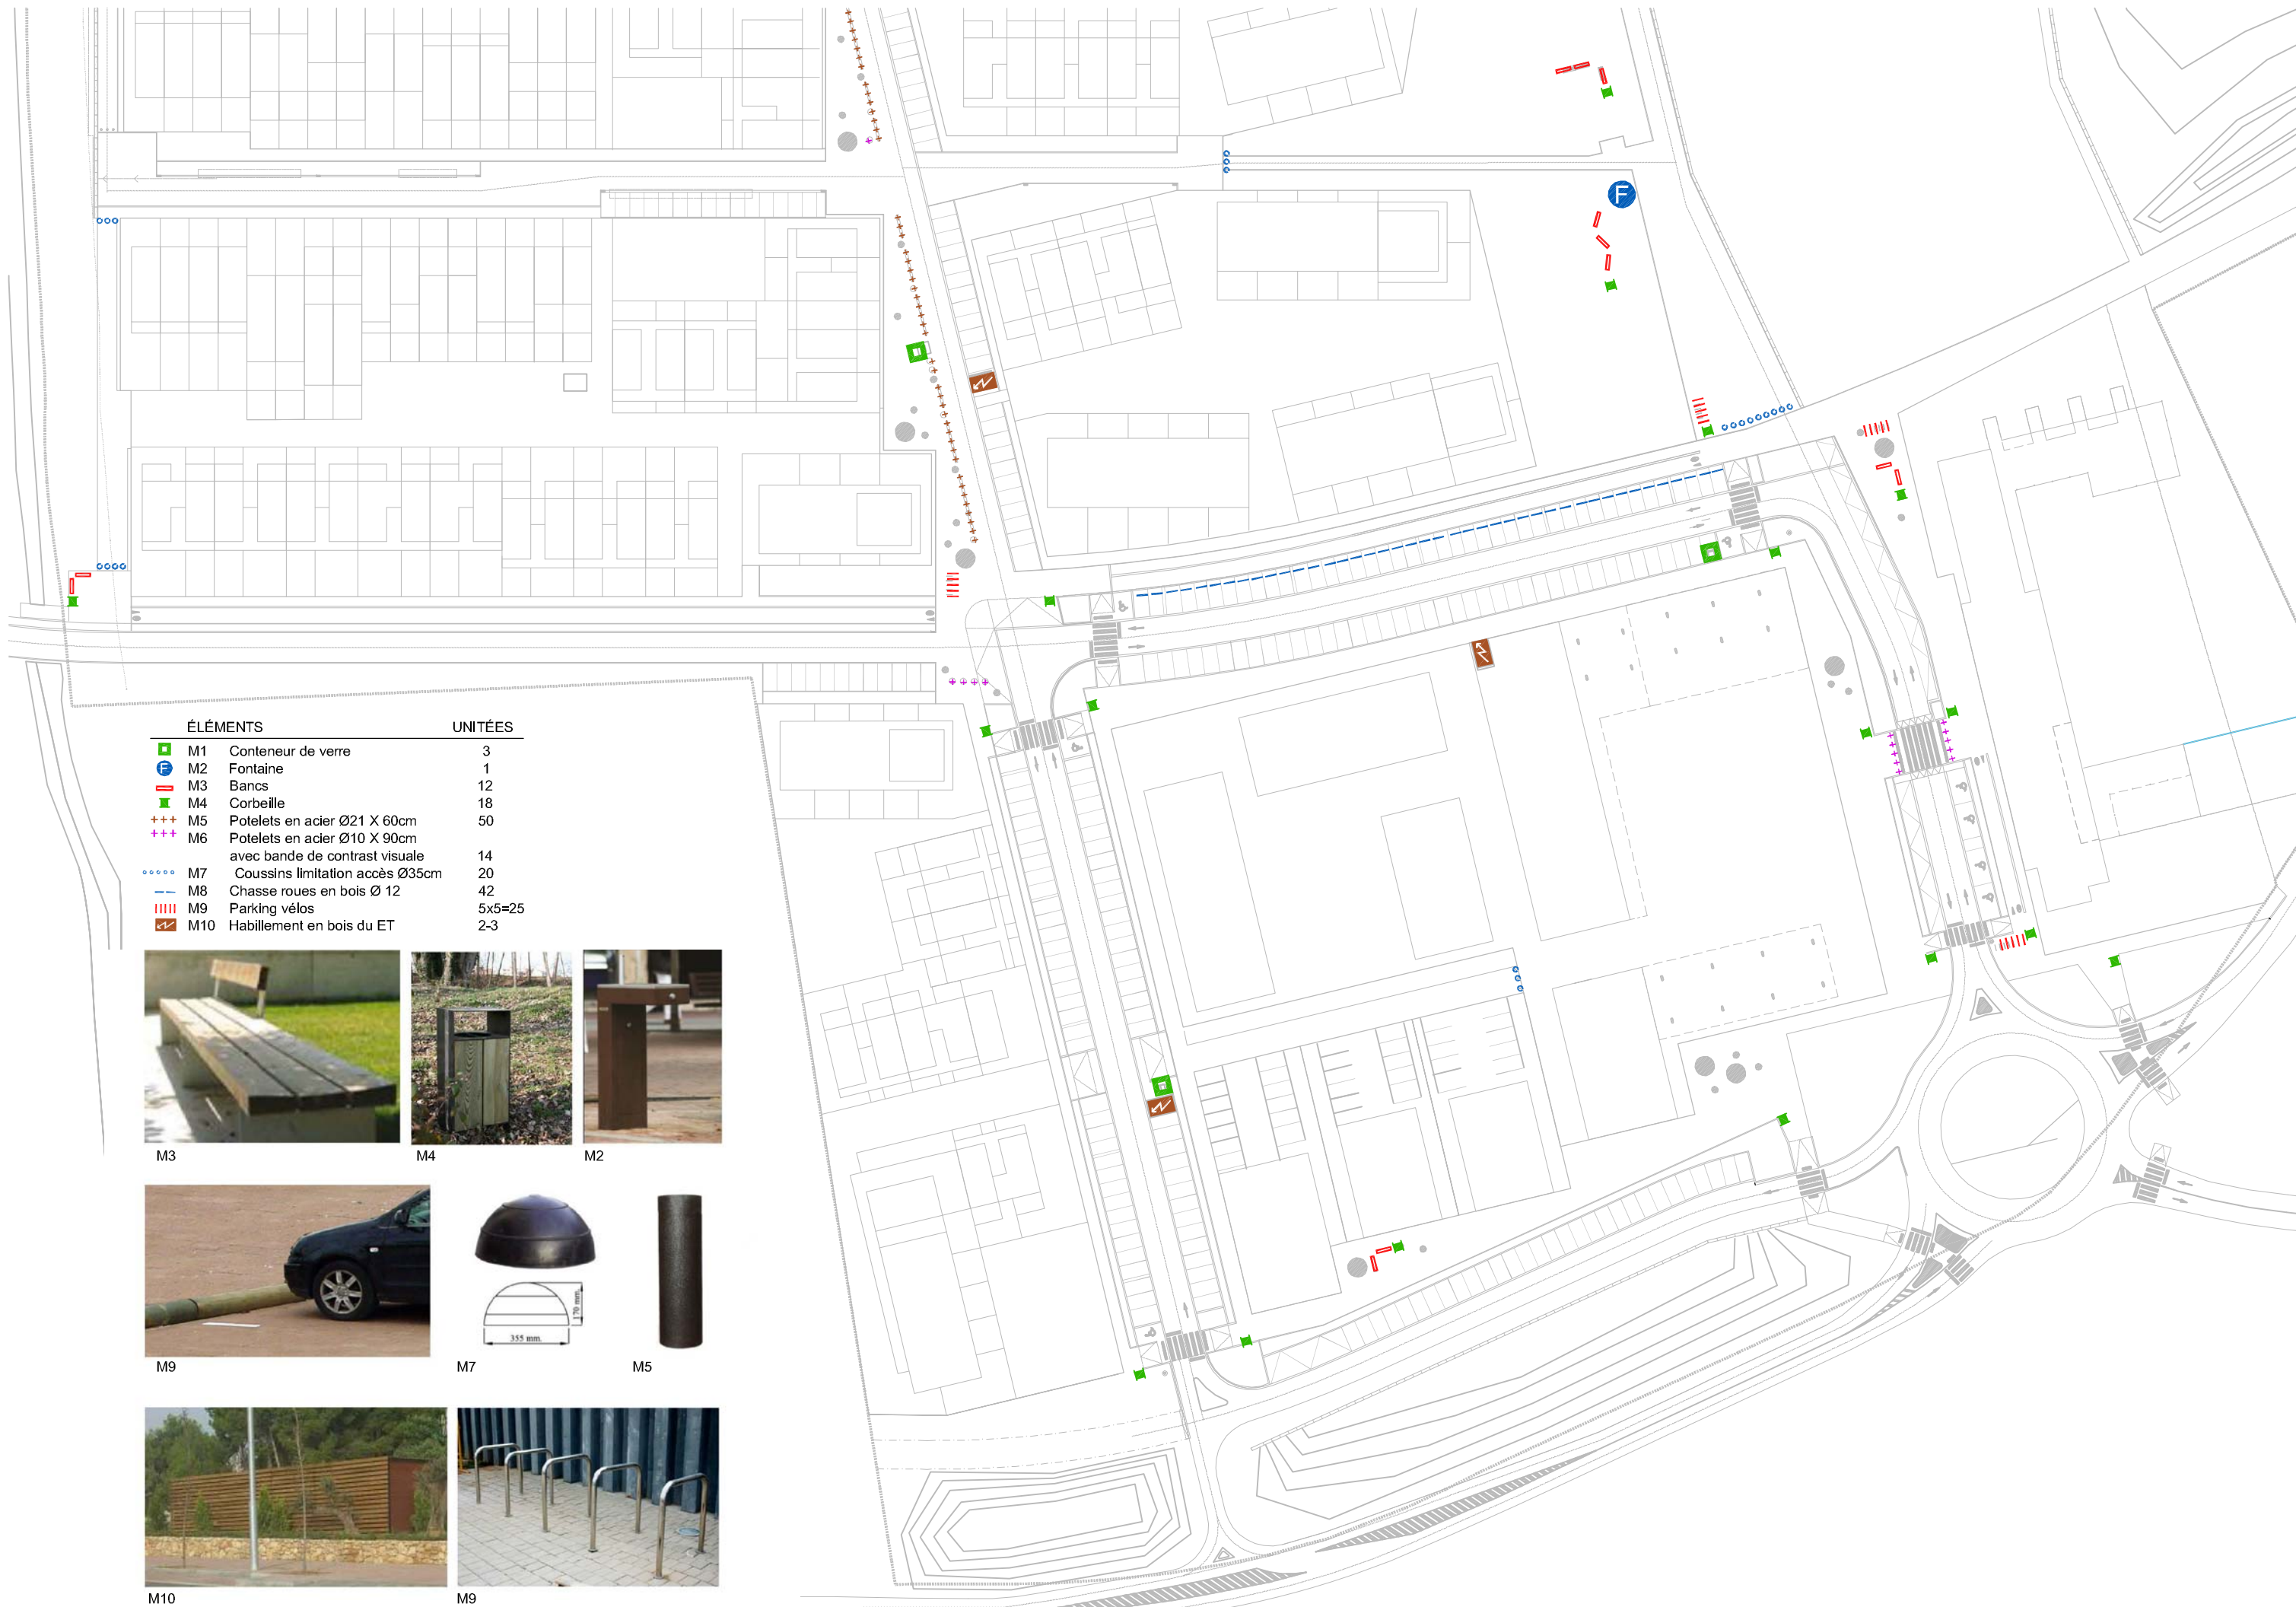 ÉLÉMENTS UNITÉES
M1 Conteneur de verre 3
F M2 Fontaine 1
M3 Bancs 12
M4 Corbeille 18
+++ M5 Potelets en acier Ø21 X 60cm 50
+++ M6 Potelets en acier Ø10 X 90cm
avec bande de contrast visuale 14
M7 Coussins limitation accès Ø35cm 20
M8 Chasse roues en bois Ø 12 42
M9 Parking vélos 5x5=25
M10 Habillement en bois du ET 2-3
M3 M4 M2
170 mm.
355 mm.
M9 M7 M5
M10 M9
F